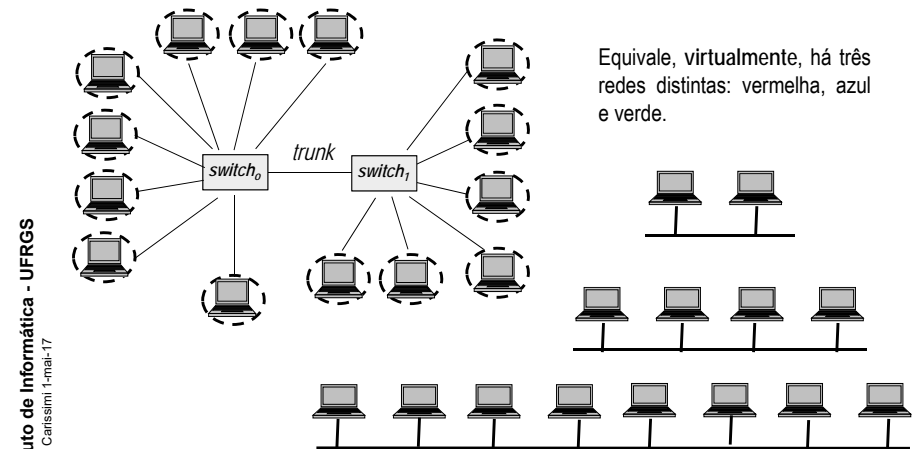 Equivale, virtualmente, há três
redes distintas: vermelha, azul
e verde.
trunk
switch₀
switch₁
uto de Informática - UFRGS
Carissimi 1-mai-17